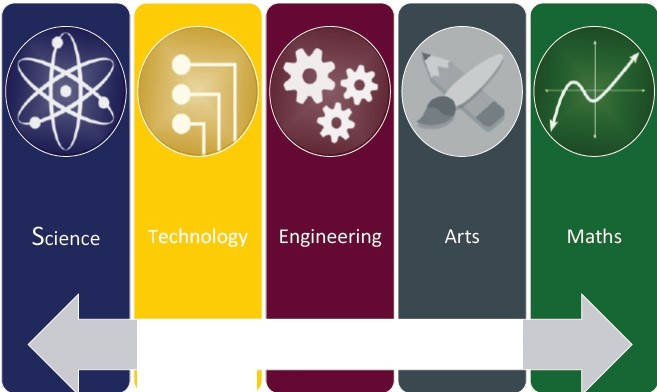 Science
Technology
Engineering
Arts
Maths